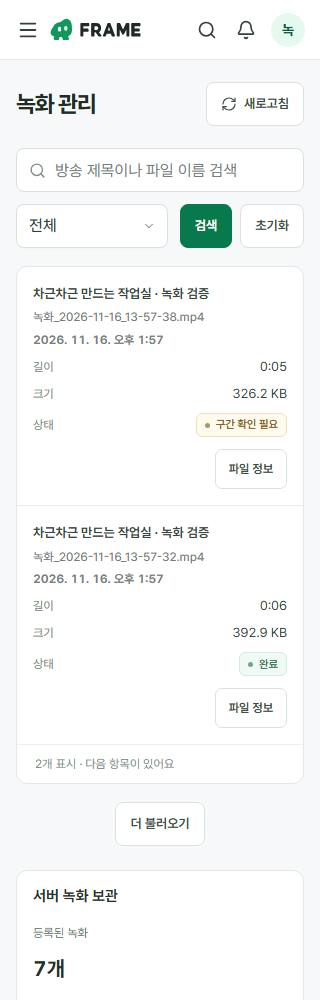 FRAME
녹
녹화 관리
새로고침
방송 제목이나 파일 이름 검색
전체
검색
초기화
차근차근 만드는 작업실 · 녹화 검증
녹화_2026-11-16_13-57-38.mp4
2026. 11. 16. 오후 1:57
길이 0:05
크기 326.2 KB
상태 구간 확인 필요
파일 정보
차근차근 만드는 작업실 · 녹화 검증
녹화_2026-11-16_13-57-32.mp4
2026. 11. 16. 오후 1:57
길이 0:06
크기 392.9 KB
상태 완료
파일 정보
2개 표시 · 다음 항목이 있어요
더 불러오기
서버 녹화 보관
등록된 녹화
7개